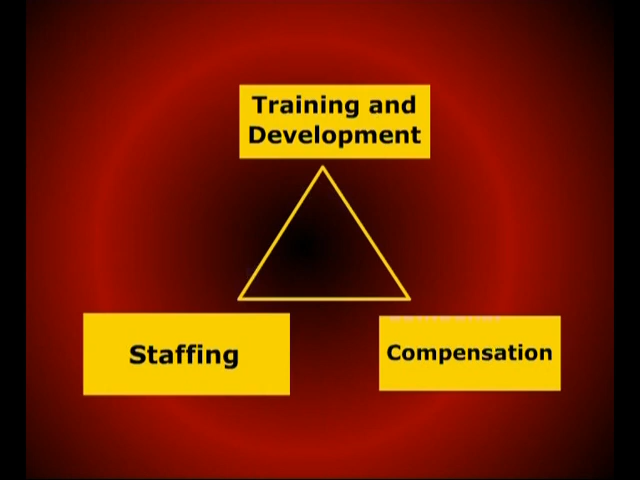 Training and
Development
Staffing
Compensation